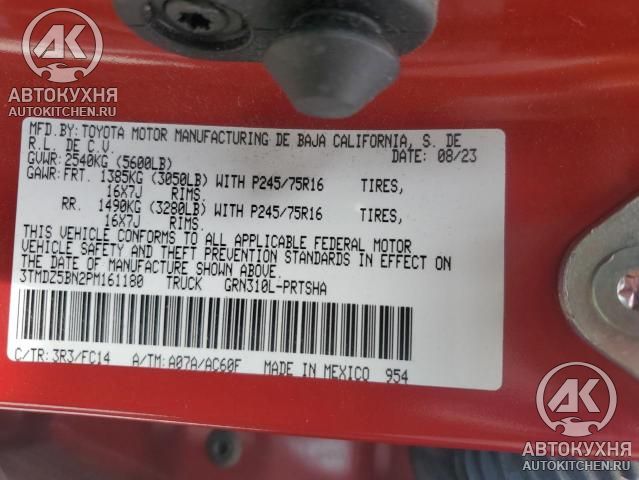 AK
АВТОКУХНЯ
AUTOKITCHEN.RU
MFD.BY: TOYOTA MOTOR MANUFACTURING DE BAJA CALIFORNIA, S. DE
R.L. DE C.V. DATE: 08/23
GVWR: 2540KG (5600LB)
GAWR: FRT. 1385KG (3050LB) WITH P245/75R16 TIRES,
16X7J RIMS.
RR. 1490KG (3280LB) WITH P245/75R16 TIRES,
16X7J RIMS.
THIS VEHICLE CONFORMS TO ALL APPLICABLE FEDERAL MOTOR
VEHICLE SAFETY AND THEFT PREVENTION STANDARDS IN EFFECT ON
THE DATE OF MANUFACTURE SHOWN ABOVE.
3TMDZ5BN2PM161180 TRUCK GRN310L-PRTSHA
C/TR: 3R3/FC14 A/TM: A07A/AC60F MADE IN MEXICO 954
AK
АВТОКУХНЯ
AUTOKITCHEN.RU